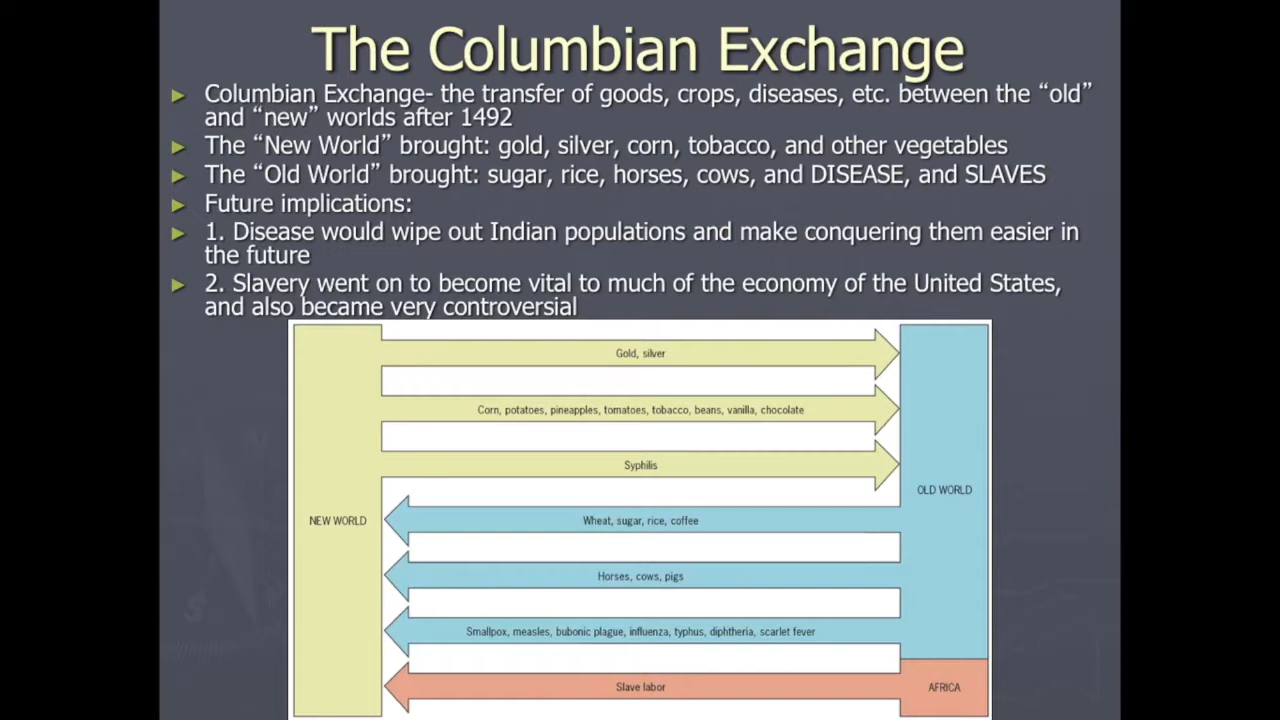 The Columbian Exchange
Columbian Exchange- the transfer of goods, crops, diseases, etc. between the “old”
and “new” worlds after 1492
The “New World” brought: gold, silver, corn, tobacco, and other vegetables
The “Old World” brought: sugar, rice, horses, cows, and DISEASE, and SLAVES
Future implications:
1. Disease would wipe out Indian populations and make conquering them easier in
the future
2. Slavery went on to become vital to much of the economy of the United States,
and also became very controversial
Gold, silver
Corn, potatoes, pineapples, tomatoes, tobacco, beans, vanilla, chocolate
Syphilis
OLD WORLD
NEW WORLD
Wheat, sugar, rice, coffee
Horses, cows, pigs
Smallpox, measles, bubonic plague, influenza, typhus, diphtheria, scarlet fever
Slave labor
AFRICA